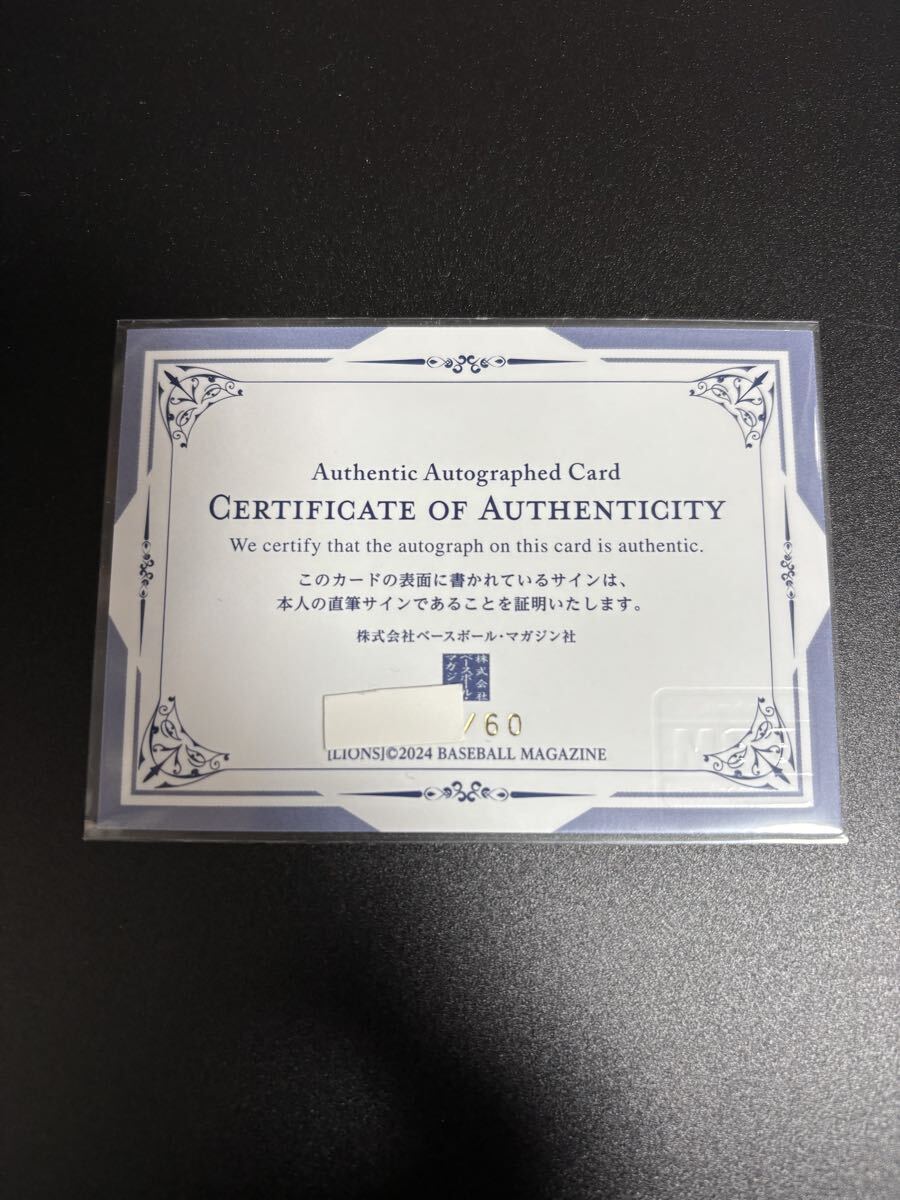 Authentic Autographed Card
CERTIFICATE OF AUTHENTICITY
We certify that the autograph on this card is authentic.
このカードの表面に書かれているサインは、
本人の直筆サインであることを証明いたします。
株式会社ベースボール・マガジン社
株式会社
ベースボール・
マガジ
/60
[LIONS]©2024 BASEBALL MAGAZINE